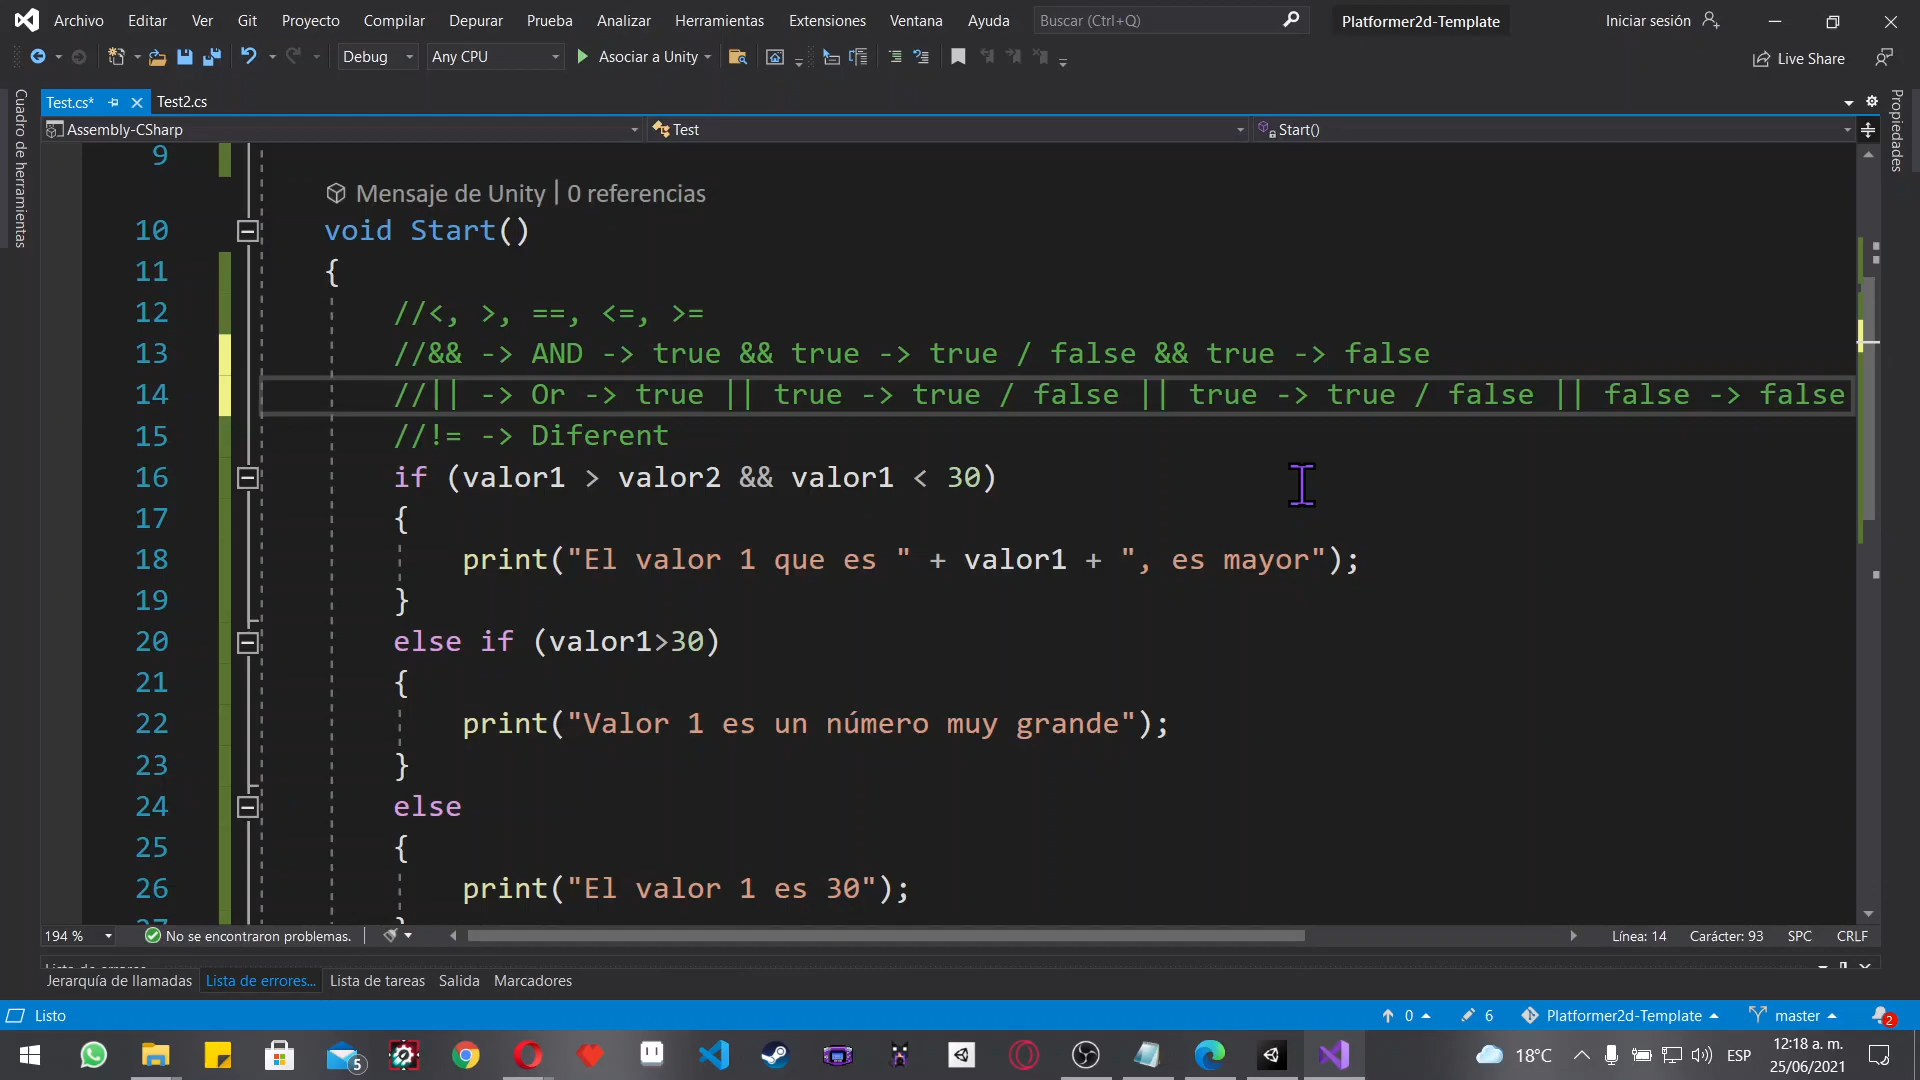 Archivo Editar Ver Git Proyecto Compilar Depurar Prueba Analizar Herramientas Extensiones Ventana Ayuda Buscar (Ctrl+Q) Platformer2d-Template Iniciar sesión
Debug Any CPU Asociar a Unity Live Share
Cuadro de herramientas
Test.cs* Test2.cs
Propiedades
Assembly-CSharp Test Start()
9
Mensaje de Unity | 0 referencias
10 void Start()
11 {
12 //<, >, ==, <=, >=
13 //&& -> AND -> true && true -> true / false && true -> false
14 //|| -> Or -> true || true -> true / false || true -> true / false || false -> false
15 //!= -> Diferent
16 if (valor1 > valor2 && valor1 < 30)
17 {
18 print("El valor 1 que es " + valor1 + ", es mayor");
19 }
20 else if (valor1>30)
21 {
22 print("Valor 1 es un número muy grande");
23 }
24 else
25 {
26 print("El valor 1 es 30");
27 }
194 % No se encontraron problemas. Línea: 14 Carácter: 93 SPC CRLF
Lista de errores
Jerarquía de llamadas Lista de errores... Lista de tareas Salida Marcadores
Listo 0 6 Platformer2d-Template master 2
5 18°C ESP 12:18 a. m.
25/06/2021